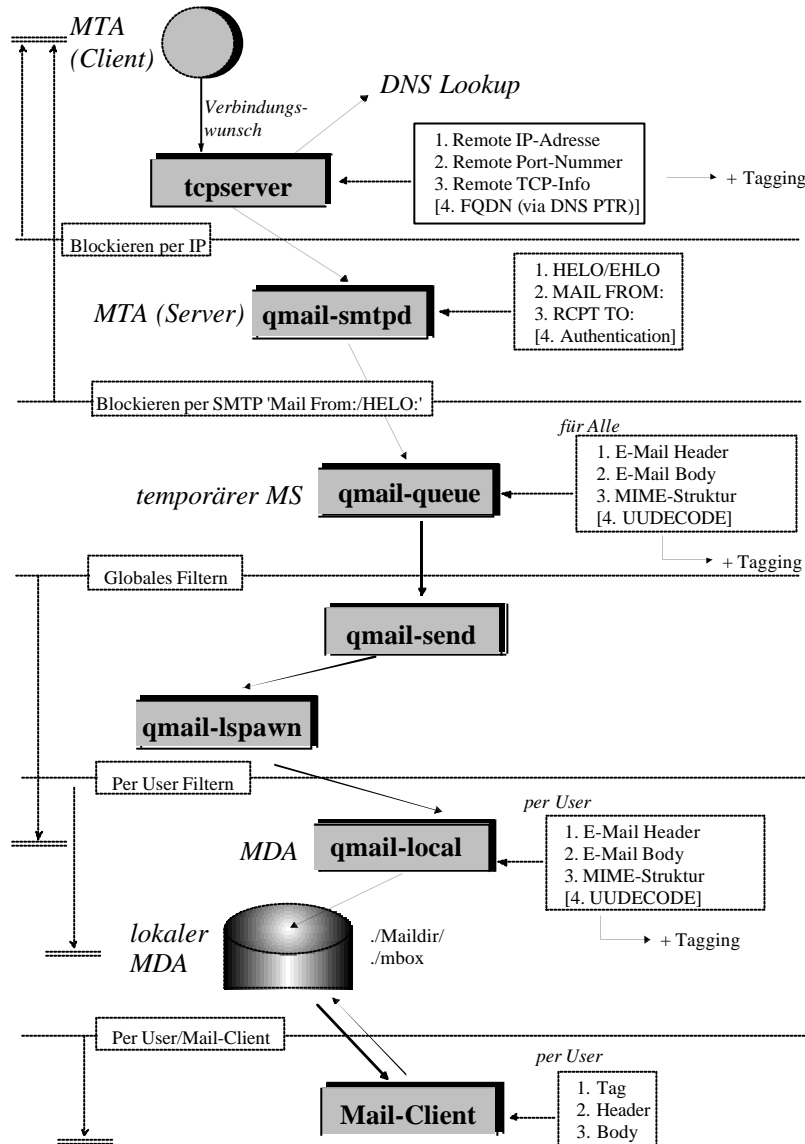 MTA
(Client)
DNS Lookup
Verbindungs-
wunsch
tcpserver
1. Remote IP-Adresse
2. Remote Port-Nummer
3. Remote TCP-Info
[4. FQDN (via DNS PTR)]
+ Tagging
Blockieren per IP
MTA (Server)
qmail-smtpd
1. HELO/EHLO
2. MAIL FROM:
3. RCPT TO:
[4. Authentication]
Blockieren per SMTP 'Mail From:/HELO:'
für Alle
temporärer MS
qmail-queue
1. E-Mail Header
2. E-Mail Body
3. MIME-Struktur
[4. UUDECODE]
+ Tagging
Globales Filtern
qmail-send
qmail-lspawn
Per User Filtern
per User
MDA
qmail-local
1. E-Mail Header
2. E-Mail Body
3. MIME-Struktur
[4. UUDECODE]
+ Tagging
lokaler
MDA
./Maildir/
./mbox
Per User/Mail-Client
per User
Mail-Client
1. Tag
2. Header
3. Body